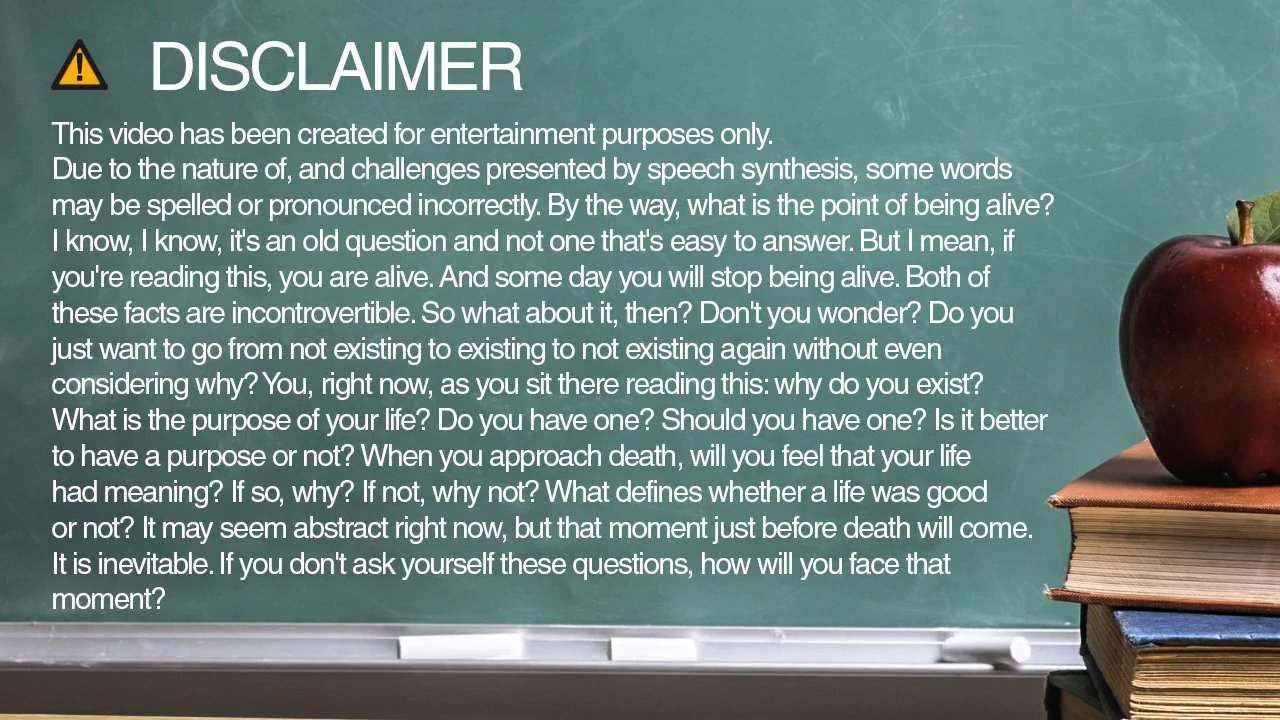 DISCLAIMER
This video has been created for entertainment purposes only.
Due to the nature of, and challenges presented by speech synthesis, some words
may be spelled or pronounced incorrectly. By the way, what is the point of being alive?
I know, I know, it's an old question and not one that's easy to answer. But I mean, if
you're reading this, you are alive. And some day you will stop being alive. Both of
these facts are incontrovertible. So what about it, then? Don't you wonder? Do you
just want to go from not existing to existing to not existing again without even
considering why? You, right now, as you sit there reading this: why do you exist?
What is the purpose of your life? Do you have one? Should you have one? Is it better
to have a purpose or not? When you approach death, will you feel that your life
had meaning? If so, why? If not, why not? What defines whether a life was good
or not? It may seem abstract right now, but that moment just before death will come.
It is inevitable. If you don't ask yourself these questions, how will you face that
moment?